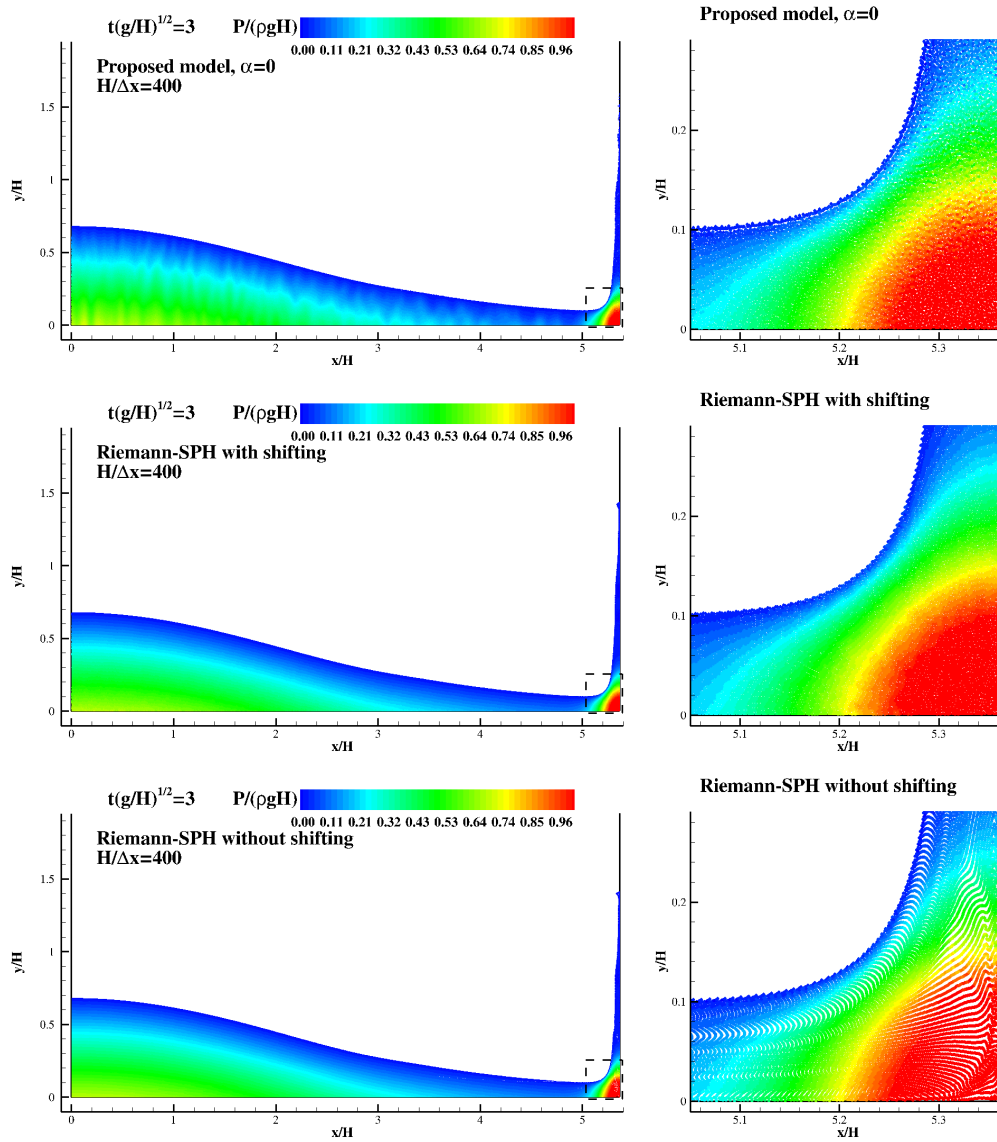 t(g/H)^1/2=3 P/(ρgH)
0.00 0.11 0.21 0.32 0.43 0.53 0.64 0.74 0.85 0.96
Proposed model, α=0
H/Δx=400
y/H
1.5
1
0.5
0
0 1 2 3 4 5
x/H
Proposed model, α=0
y/H
0.2
0.1
0
5.1 5.2 5.3
x/H
t(g/H)^1/2=3 P/(ρgH)
0.00 0.11 0.21 0.32 0.43 0.53 0.64 0.74 0.85 0.96
Riemann-SPH with shifting
H/Δx=400
y/H
1.5
1
0.5
0
0 1 2 3 4 5
x/H
Riemann-SPH with shifting
y/H
0.2
0.1
0
5.1 5.2 5.3
x/H
t(g/H)^1/2=3 P/(ρgH)
0.00 0.11 0.21 0.32 0.43 0.53 0.64 0.74 0.85 0.96
Riemann-SPH without shifting
H/Δx=400
y/H
1.5
1
0.5
0
0 1 2 3 4 5
x/H
Riemann-SPH without shifting
y/H
0.2
0.1
0
5.1 5.2 5.3
x/H